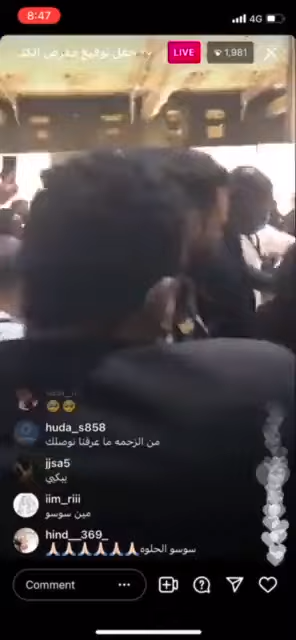 8:47
4G
حفل توقيع معرض الكت
LIVE
1,981
huda_s858
من الزحمه ما عرفنا نوصلك
jjsa5
يبكي
iim_riii
مين سوسو
hind__369_
سوسو الحلوه
Comment